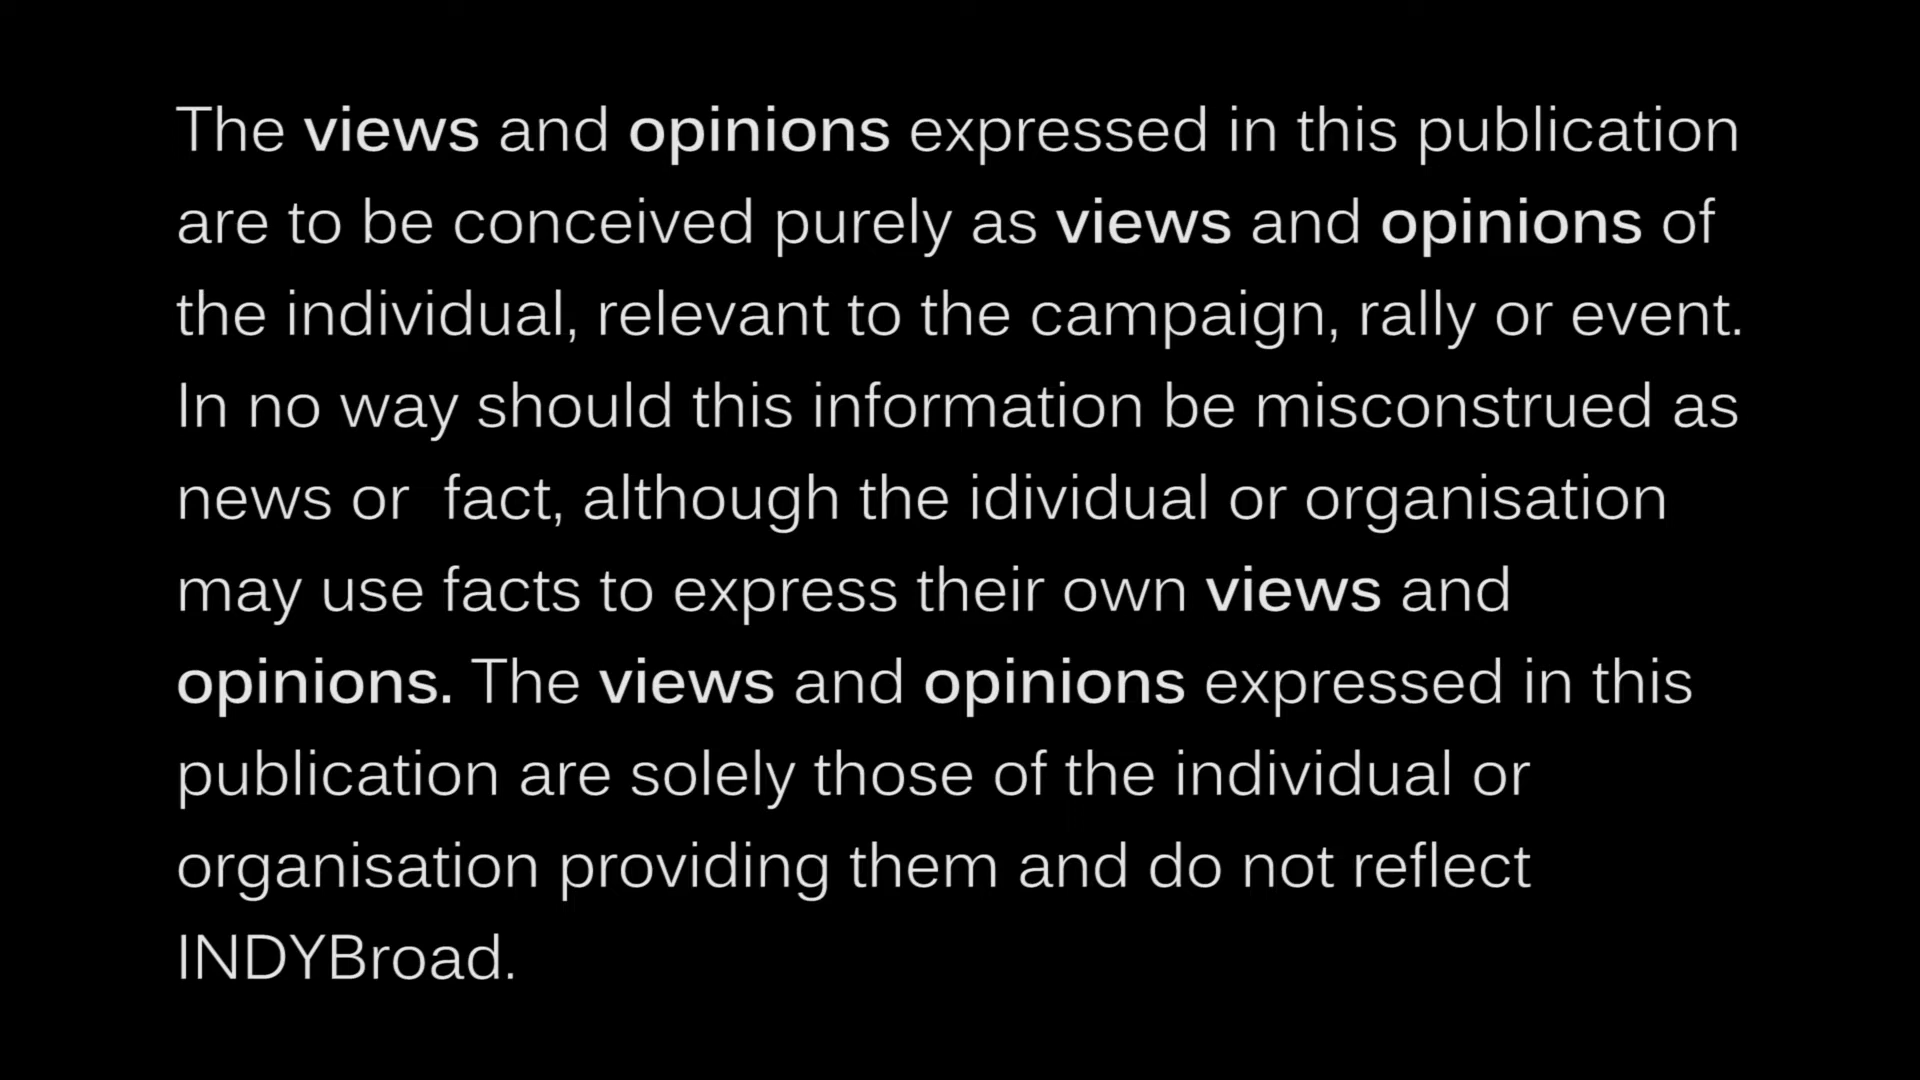 The views and opinions expressed in this publication
are to be conceived purely as views and opinions of
the individual, relevant to the campaign, rally or event.
In no way should this information be misconstrued as
news or  fact, although the idividual or organisation
may use facts to express their own views and
opinions. The views and opinions expressed in this
publication are solely those of the individual or
organisation providing them and do not reflect
INDYBroad.